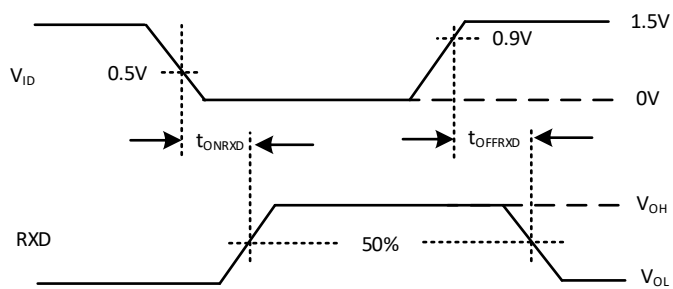 1.5V
0.9V
0.5V
V_ID
0V
t_ONRXD
t_OFFRXD
V_OH
RXD
50%
V_OL